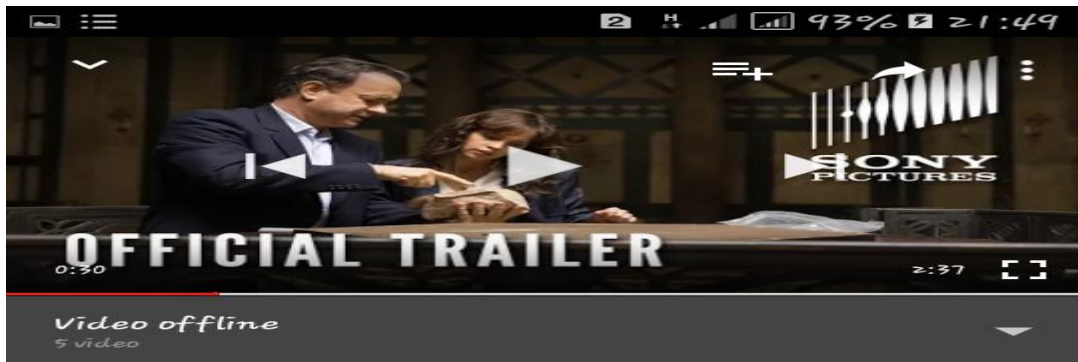 2 H+ 93% 21:49
SONY
PICTURES
OFFICIAL TRAILER
0:30 2:37
Video offline
5 video